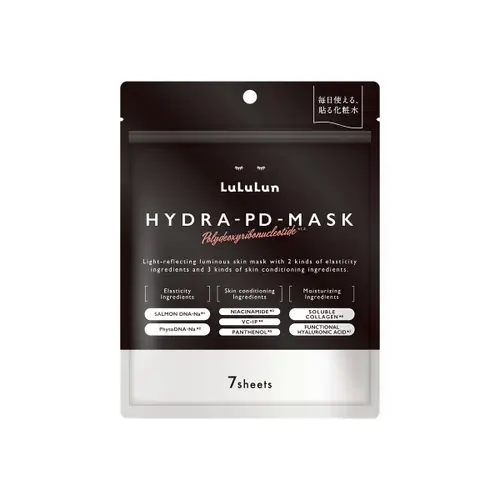 毎日使える、
貼る化粧水
LuLuLun
HYDRA-PD-MASK
Polydeoxyribonucleotide
Light-reflecting luminous skin mask with 2 kinds of elasticity
ingredients and 3 kinds of skin conditioning ingredients.
Elasticity
Ingredients
Skin conditioning
Ingredients
Moisturizing
Ingredients
SALMON DNA-Na
PhytoDNA-Na
NIACINAMIDE
VC-IP
PANTHENOL
SOLUBLE
COLLAGEN
FUNCTIONAL
HYALURONIC ACID
7sheets